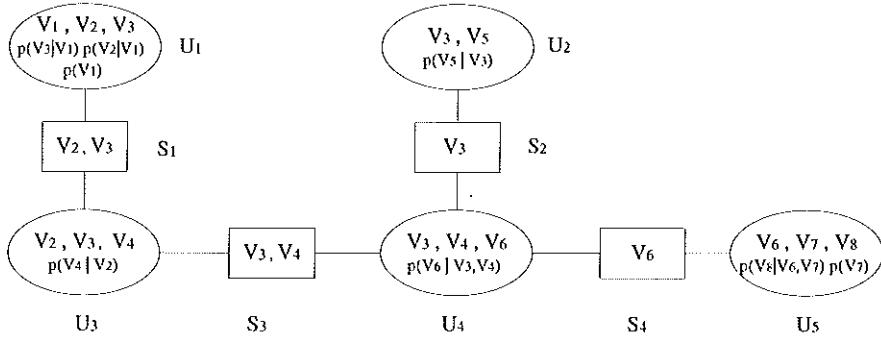 V1 , V2 , V3
p(V3|V1) p(V2|V1)
p(V1)
U1
V3 , V5
p(V5 | V3)
U2
V2 , V3
S1
V3
S2
V2 , V3 , V4
p(V4 | V2)
V3 , V4
V3 , V4 , V6
p(V6 | V3,V4)
V6
V6 , V7 , V8
p(V8|V6,V7) p(V7)
U3
S3
U4
S4
U5